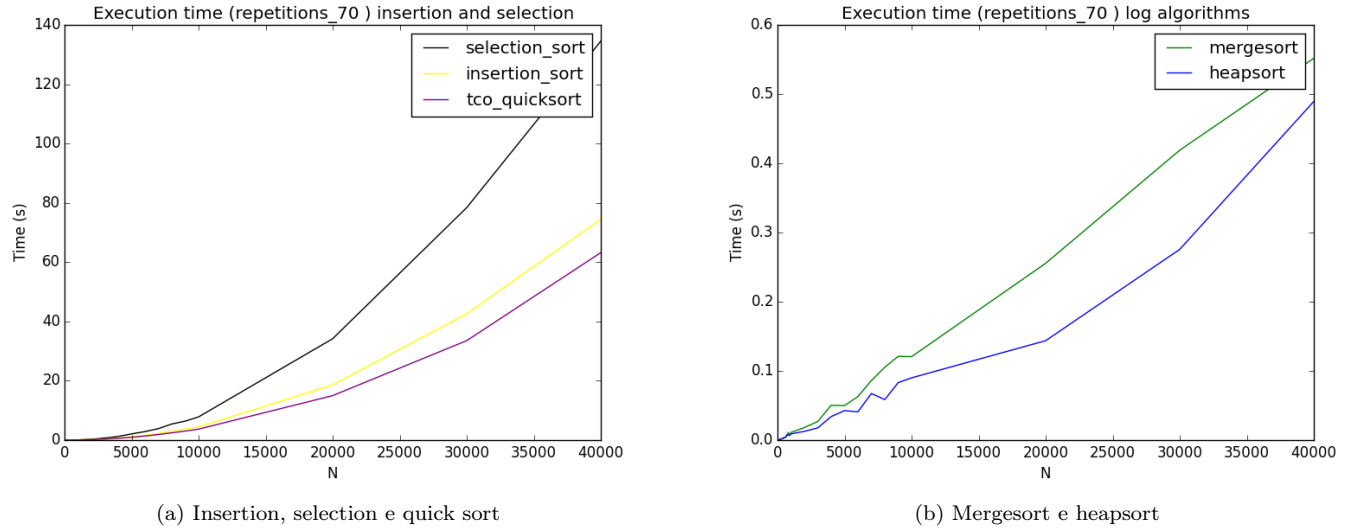 Execution time (repetitions_70 ) insertion and selection
140
120
100
80
60
40
20
0
Time (s)
selection_sort
insertion_sort
tco_quicksort
0 5000 10000 15000 20000 25000 30000 35000 40000
N
(a) Insertion, selection e quick sort
Execution time (repetitions_70 ) log algorithms
0.6
0.5
0.4
0.3
0.2
0.1
0.0
Time (s)
mergesort
heapsort
0 5000 10000 15000 20000 25000 30000 35000 40000
N
(b) Mergesort e heapsort